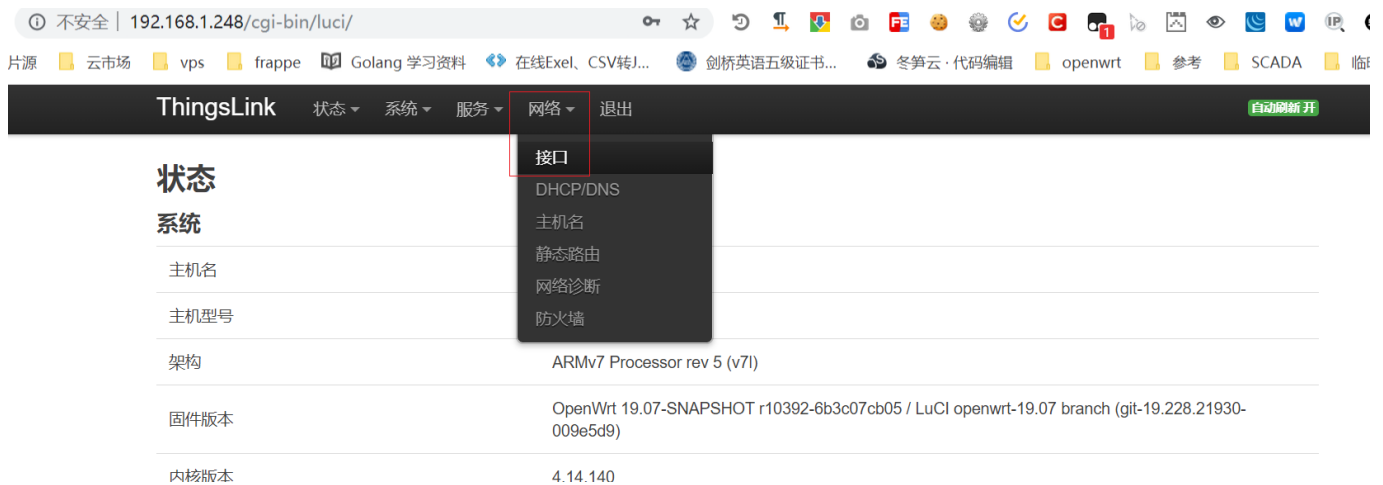 不安全 | 192.168.1.248/cgi-bin/luci/
片源 云市场 vps frappe Golang 学习资料 在线Exel、CSV转J... 剑桥英语五级证书... 冬笋云 · 代码编辑 openwrt 参考 SCADA 临
ThingsLink 状态 系统 服务 网络 退出 自动刷新 开
接口
DHCP/DNS
主机名
静态路由
网络诊断
防火墙
状态
系统
主机名
主机型号
架构 ARMv7 Processor rev 5 (v7l)
固件版本 OpenWrt 19.07-SNAPSHOT r10392-6b3c07cb05 / LuCI openwrt-19.07 branch (git-19.228.21930-
009e5d9)
内核版本 4.14.140